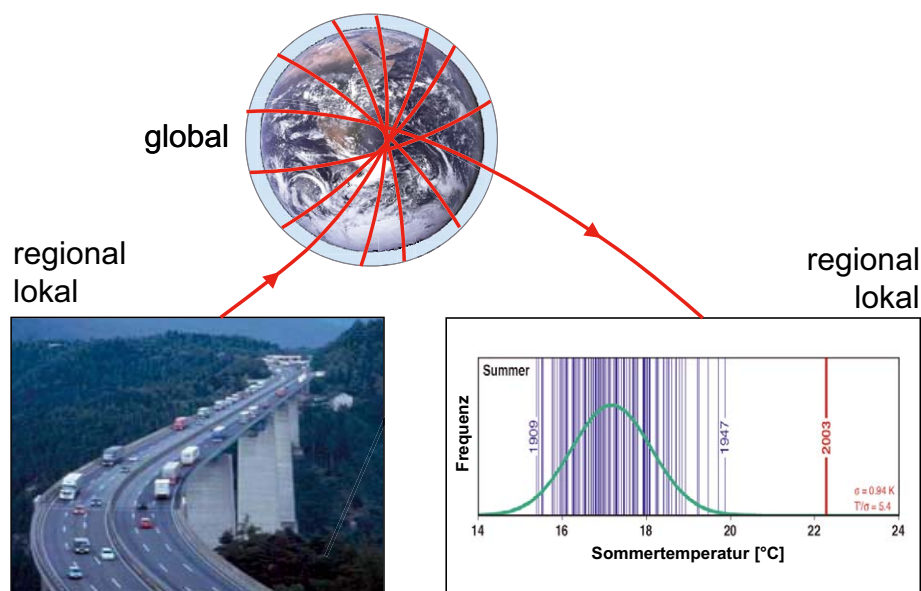 global
regional
lokal
regional
lokal
Summer
Frequenz
1909
1947
2003
σ = 0.94 K
T'/σ = 5.4
14 16 18 20 22 24
Sommertemperatur [°C]